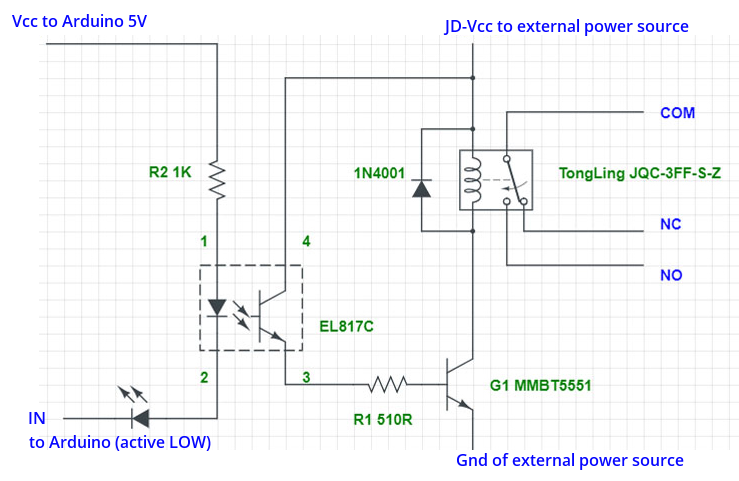 Vcc to Arduino 5V
JD-Vcc to external power source
COM
R2 1K
1N4001
TongLing JQC-3FF-S-Z
NC
1
4
NO
EL817C
2
3
G1 MMBT5551
IN
R1 510R
to Arduino (active LOW)
Gnd of external power source